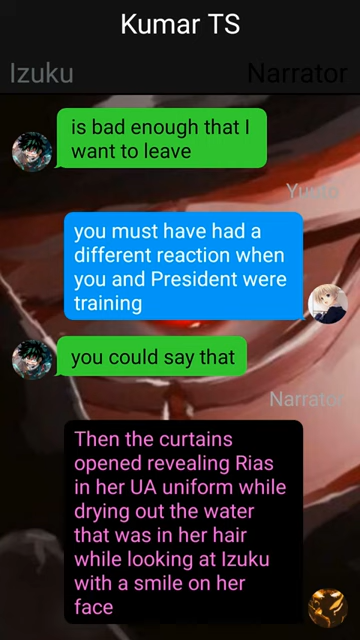 Kumar TS
Izuku
Narrator
is bad enough that I
want to leave
Yuuto
you must have had a
different reaction when
you and President were
training
you could say that
Narrator
Then the curtains
opened revealing Rias
in her UA uniform while
drying out the water
that was in her hair
while looking at Izuku
with a smile on her
face